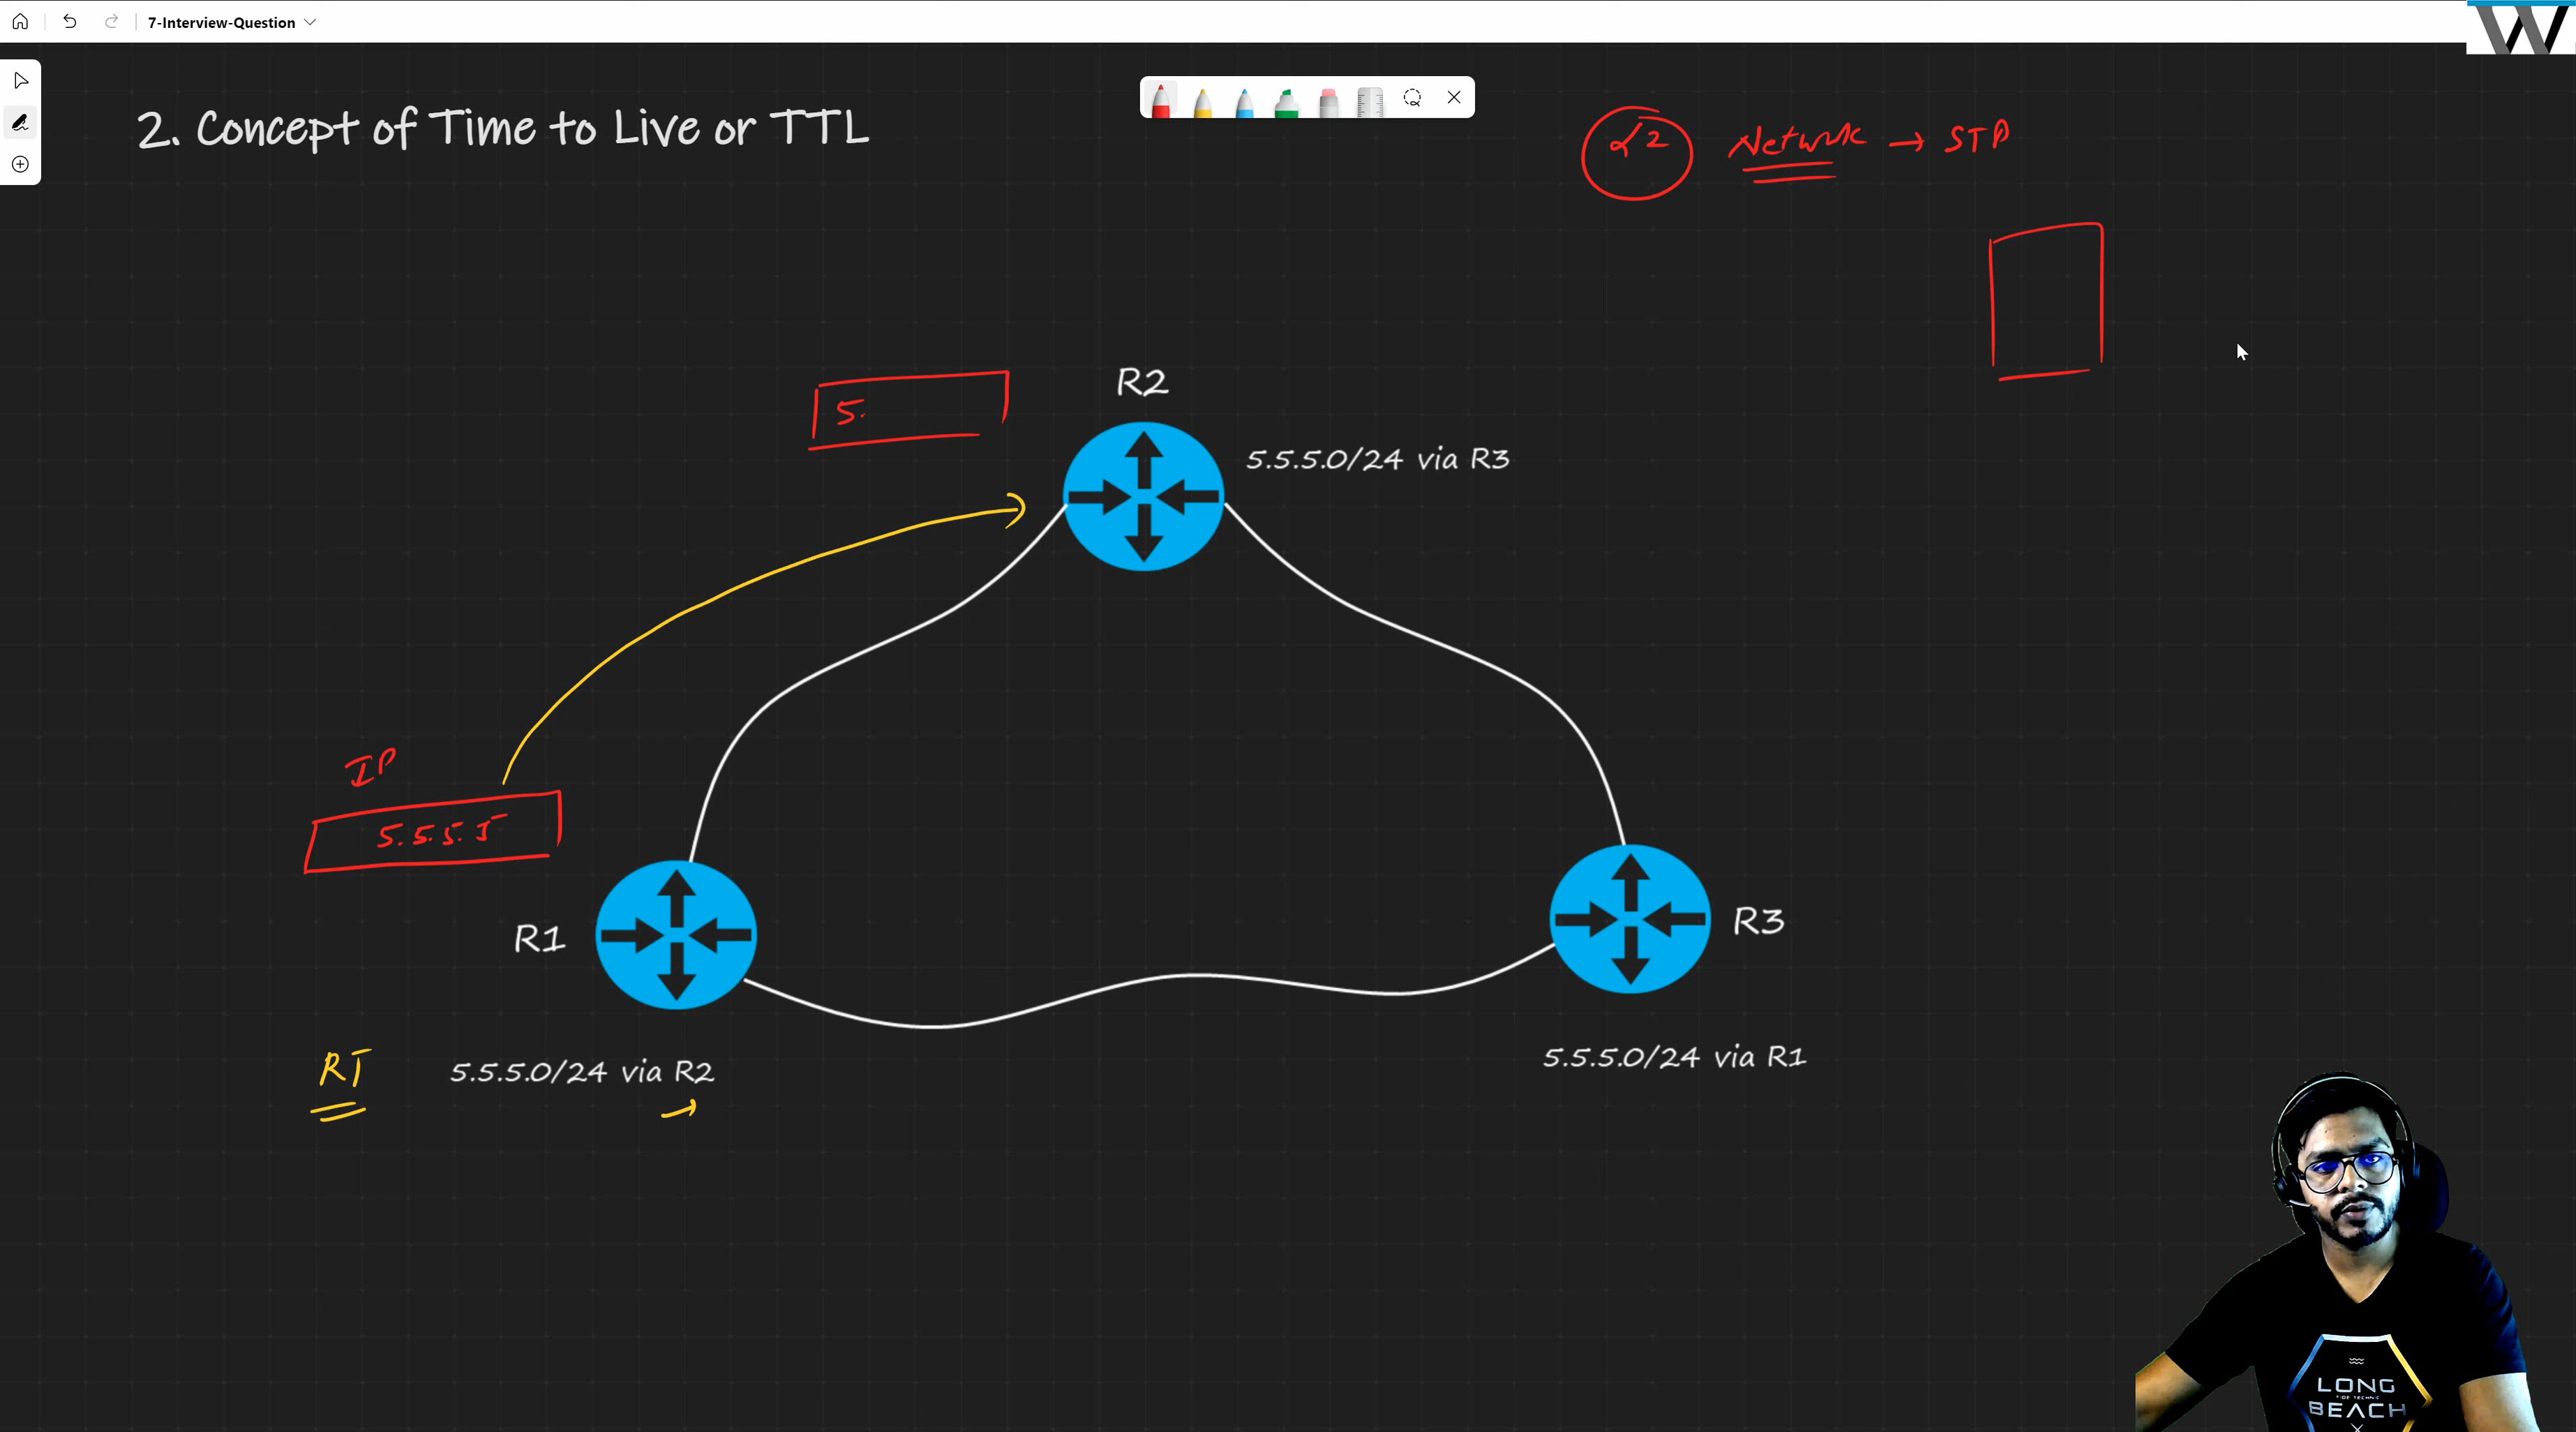 7-Interview-Question
W
2. Concept of Time to Live or TTL
L2 Network → STP
R2
5.
5.5.5.0/24 via R3
IP
5.5.5.5
R1
R3
RT
5.5.5.0/24 via R2
→
5.5.5.0/24 via R1
LONG
BEACH